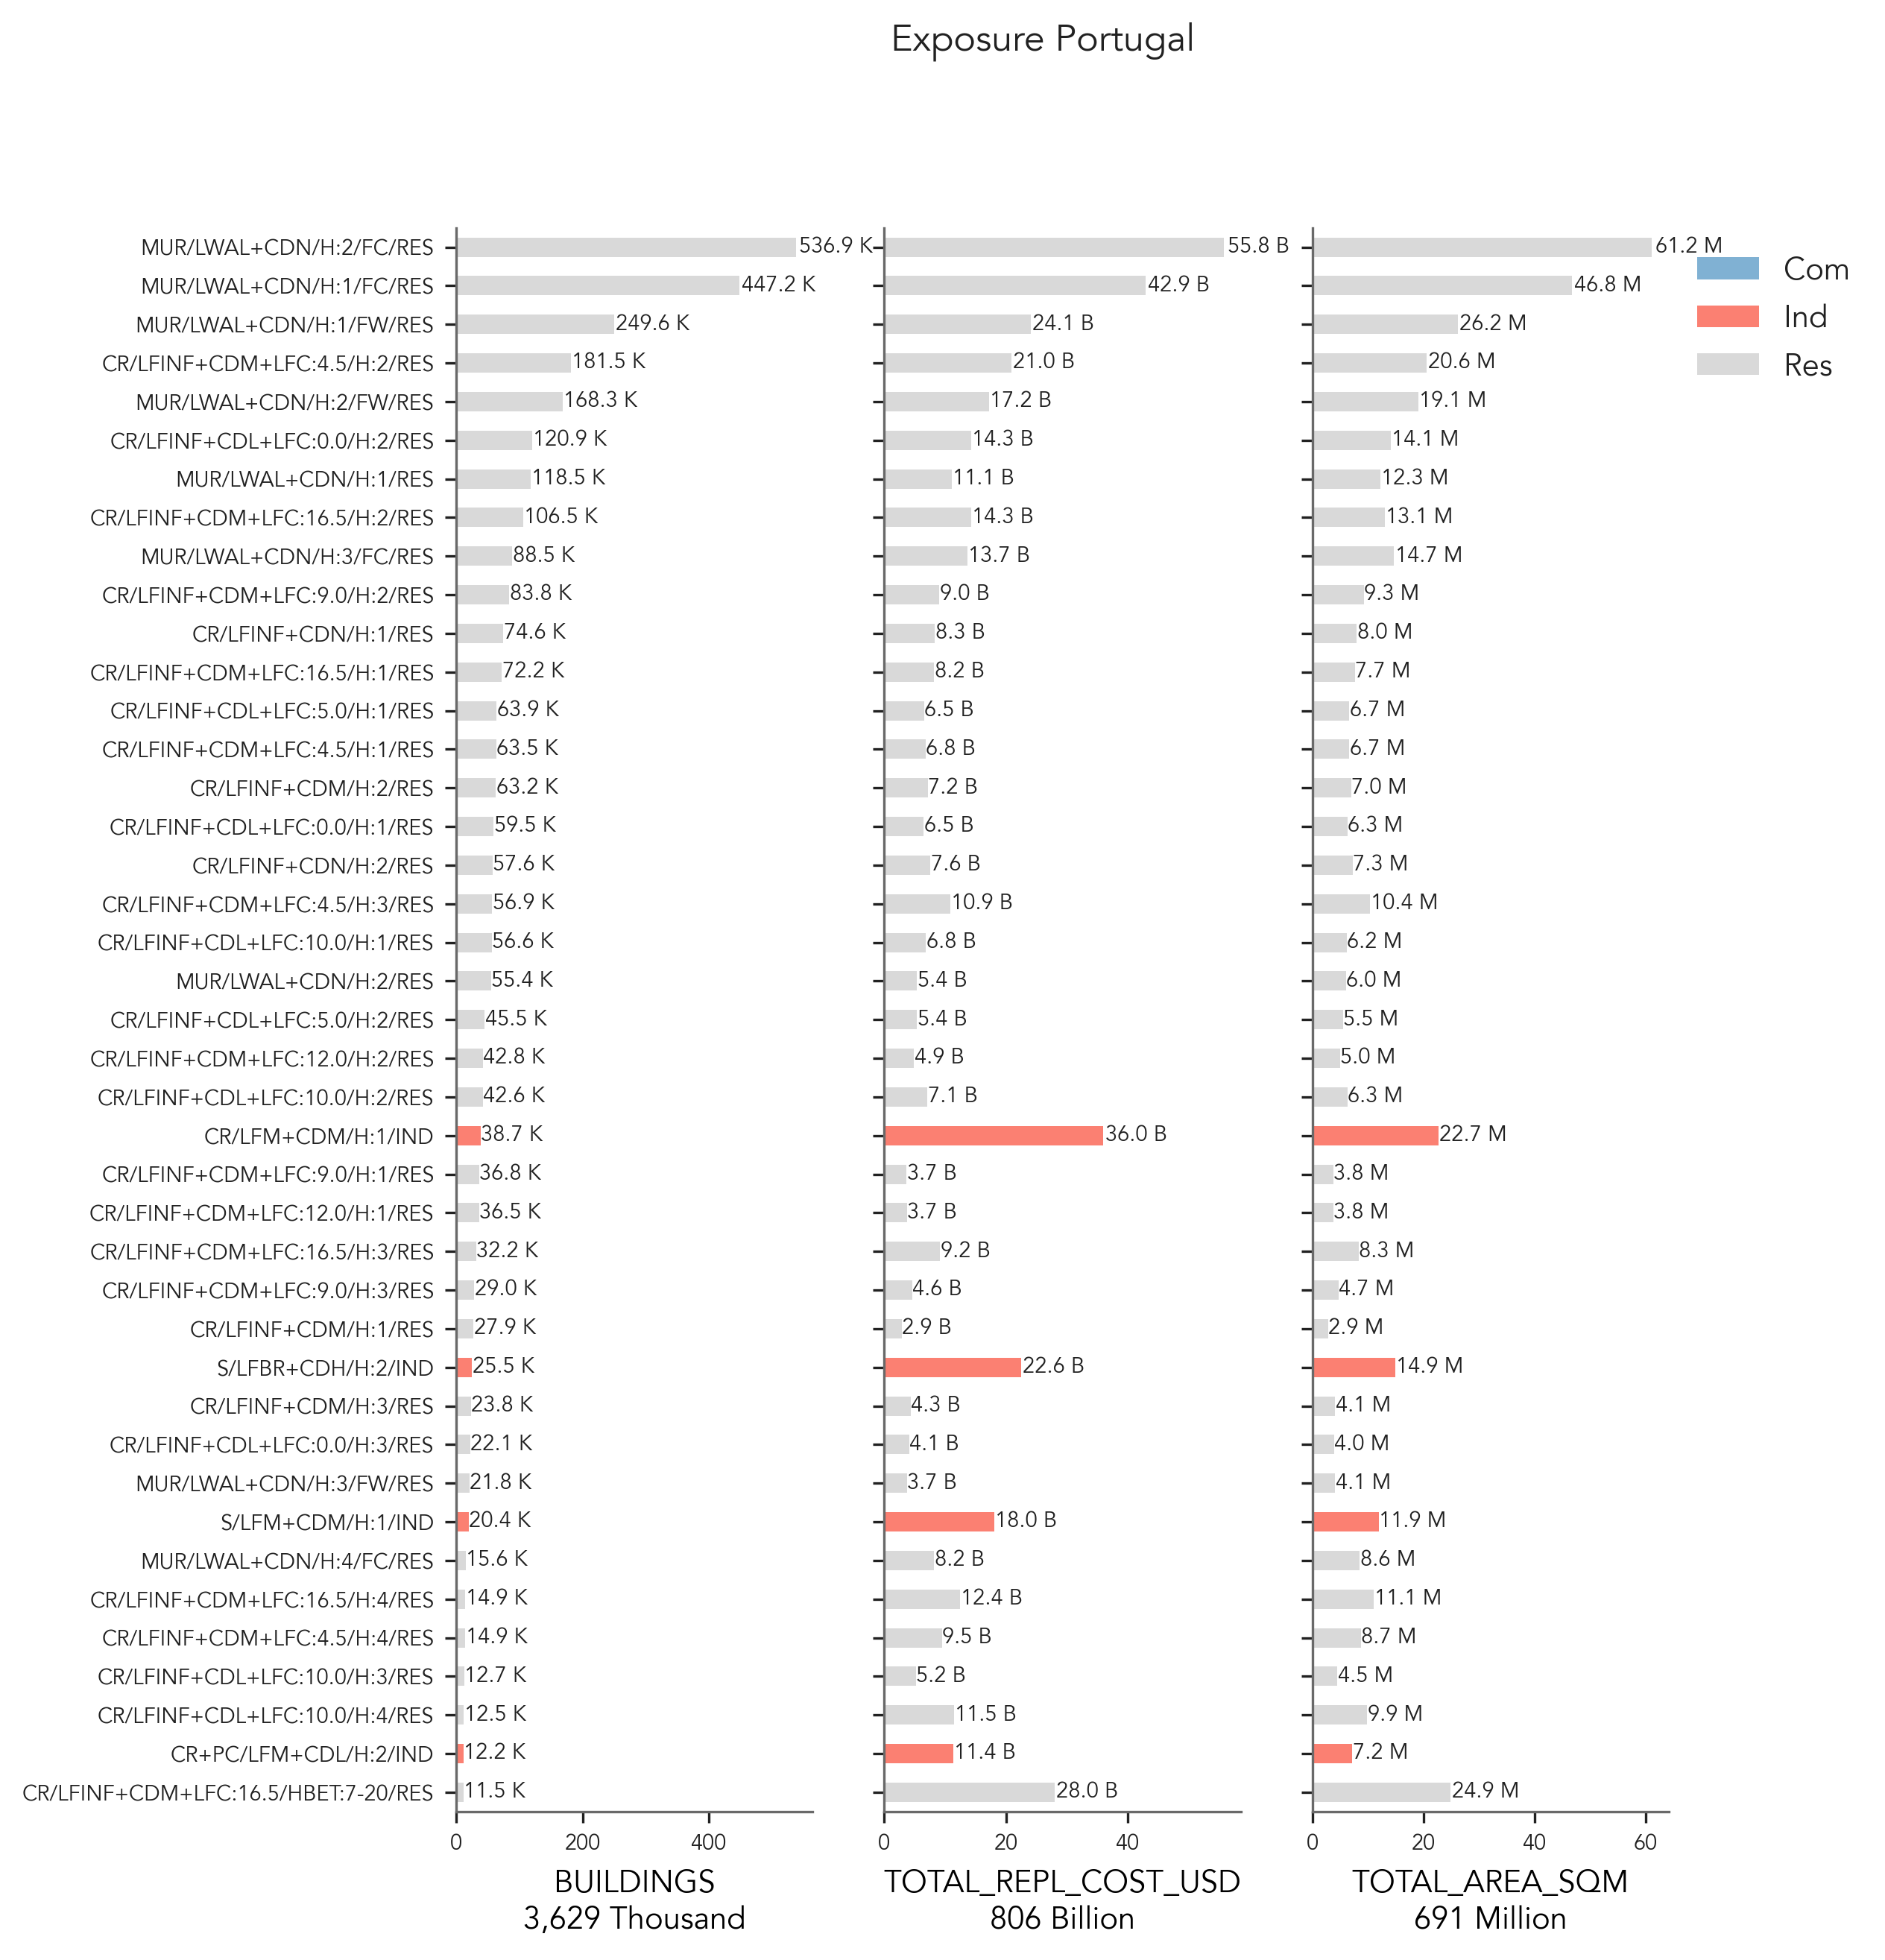 Exposure Portugal
MUR/LWAL+CDN/H:2/FC/RES 536.9 K 55.8 B 61.2 M
Com
MUR/LWAL+CDN/H:1/FC/RES 447.2 K 42.9 B 46.8 M
Ind
MUR/LWAL+CDN/H:1/FW/RES 249.6 K 24.1 B 26.2 M
CR/LFINF+CDM+LFC:4.5/H:2/RES 181.5 K 21.0 B 20.6 M
Res
MUR/LWAL+CDN/H:2/FW/RES 168.3 K 17.2 B 19.1 M
CR/LFINF+CDL+LFC:0.0/H:2/RES 120.9 K 14.3 B 14.1 M
MUR/LWAL+CDN/H:1/RES 118.5 K 11.1 B 12.3 M
CR/LFINF+CDM+LFC:16.5/H:2/RES 106.5 K 14.3 B 13.1 M
MUR/LWAL+CDN/H:3/FC/RES 88.5 K 13.7 B 14.7 M
CR/LFINF+CDM+LFC:9.0/H:2/RES 83.8 K 9.0 B 9.3 M
CR/LFINF+CDN/H:1/RES 74.6 K 8.3 B 8.0 M
CR/LFINF+CDM+LFC:16.5/H:1/RES 72.2 K 8.2 B 7.7 M
CR/LFINF+CDL+LFC:5.0/H:1/RES 63.9 K 6.5 B 6.7 M
CR/LFINF+CDM+LFC:4.5/H:1/RES 63.5 K 6.8 B 6.7 M
CR/LFINF+CDM/H:2/RES 63.2 K 7.2 B 7.0 M
CR/LFINF+CDL+LFC:0.0/H:1/RES 59.5 K 6.5 B 6.3 M
CR/LFINF+CDN/H:2/RES 57.6 K 7.6 B 7.3 M
CR/LFINF+CDM+LFC:4.5/H:3/RES 56.9 K 10.9 B 10.4 M
CR/LFINF+CDL+LFC:10.0/H:1/RES 56.6 K 6.8 B 6.2 M
MUR/LWAL+CDN/H:2/RES 55.4 K 5.4 B 6.0 M
CR/LFINF+CDL+LFC:5.0/H:2/RES 45.5 K 5.4 B 5.5 M
CR/LFINF+CDM+LFC:12.0/H:2/RES 42.8 K 4.9 B 5.0 M
CR/LFINF+CDL+LFC:10.0/H:2/RES 42.6 K 7.1 B 6.3 M
CR/LFM+CDM/H:1/IND 38.7 K 36.0 B 22.7 M
CR/LFINF+CDM+LFC:9.0/H:1/RES 36.8 K 3.7 B 3.8 M
CR/LFINF+CDM+LFC:12.0/H:1/RES 36.5 K 3.7 B 3.8 M
CR/LFINF+CDM+LFC:16.5/H:3/RES 32.2 K 9.2 B 8.3 M
CR/LFINF+CDM+LFC:9.0/H:3/RES 29.0 K 4.6 B 4.7 M
CR/LFINF+CDM/H:1/RES 27.9 K 2.9 B 2.9 M
S/LFBR+CDH/H:2/IND 25.5 K 22.6 B 14.9 M
CR/LFINF+CDM/H:3/RES 23.8 K 4.3 B 4.1 M
CR/LFINF+CDL+LFC:0.0/H:3/RES 22.1 K 4.1 B 4.0 M
MUR/LWAL+CDN/H:3/FW/RES 21.8 K 3.7 B 4.1 M
S/LFM+CDM/H:1/IND 20.4 K 18.0 B 11.9 M
MUR/LWAL+CDN/H:4/FC/RES 15.6 K 8.2 B 8.6 M
CR/LFINF+CDM+LFC:16.5/H:4/RES 14.9 K 12.4 B 11.1 M
CR/LFINF+CDM+LFC:4.5/H:4/RES 14.9 K 9.5 B 8.7 M
CR/LFINF+CDL+LFC:10.0/H:3/RES 12.7 K 5.2 B 4.5 M
CR/LFINF+CDL+LFC:10.0/H:4/RES 12.5 K 11.5 B 9.9 M
CR+PC/LFM+CDL/H:2/IND 12.2 K 11.4 B 7.2 M
CR/LFINF+CDM+LFC:16.5/HBET:7-20/RES 11.5 K 28.0 B 24.9 M
0 200 400 0 20 40 0 20 40 60
BUILDINGS TOTAL_REPL_COST_USD TOTAL_AREA_SQM
3,629 Thousand 806 Billion 691 Million